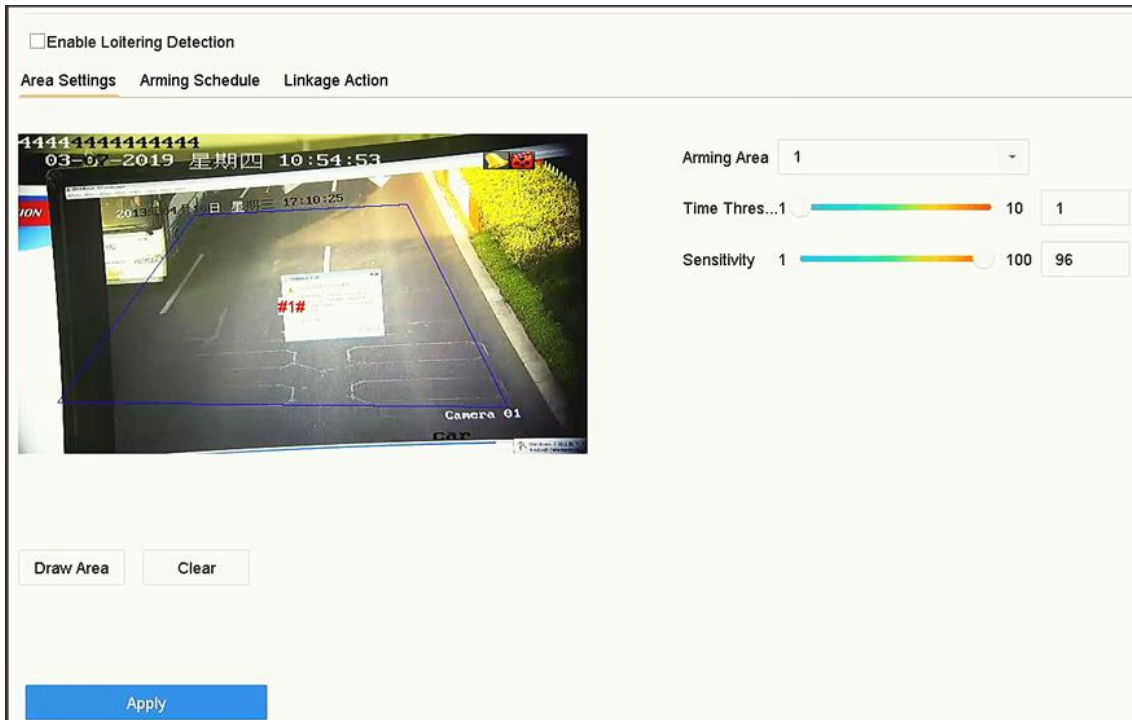 Enable Loitering Detection
Area Settings Arming Schedule Linkage Action
4444444444444444
03-07-2019 星期四 10:54:53
17:10:25
#1#
Camera 01
car
Arming Area 1
Time Thres... 1 10 1
Sensitivity 1 100 96
Draw Area Clear
Apply